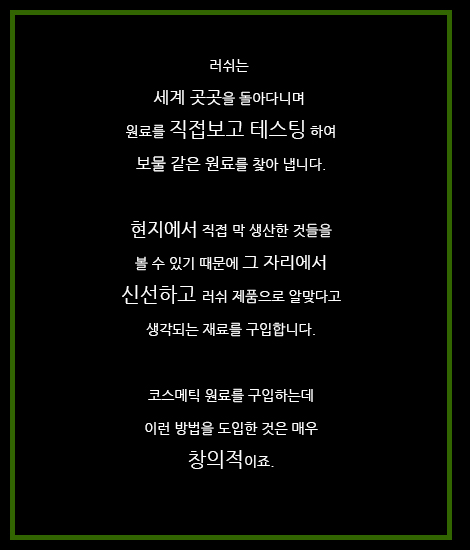 러쉬는
세계 곳곳을 돌아다니며
원료를 직접보고 테스팅 하여
보물 같은 원료를 찾아 냅니다.
현지에서 직접 막 생산한 것들을
볼 수 있기 때문에 그 자리에서
신선하고 러쉬 제품으로 알맞다고
생각되는 재료를 구입합니다.
코스메틱 원료를 구입하는데
이런 방법을 도입한 것은 매우
창의적이죠.